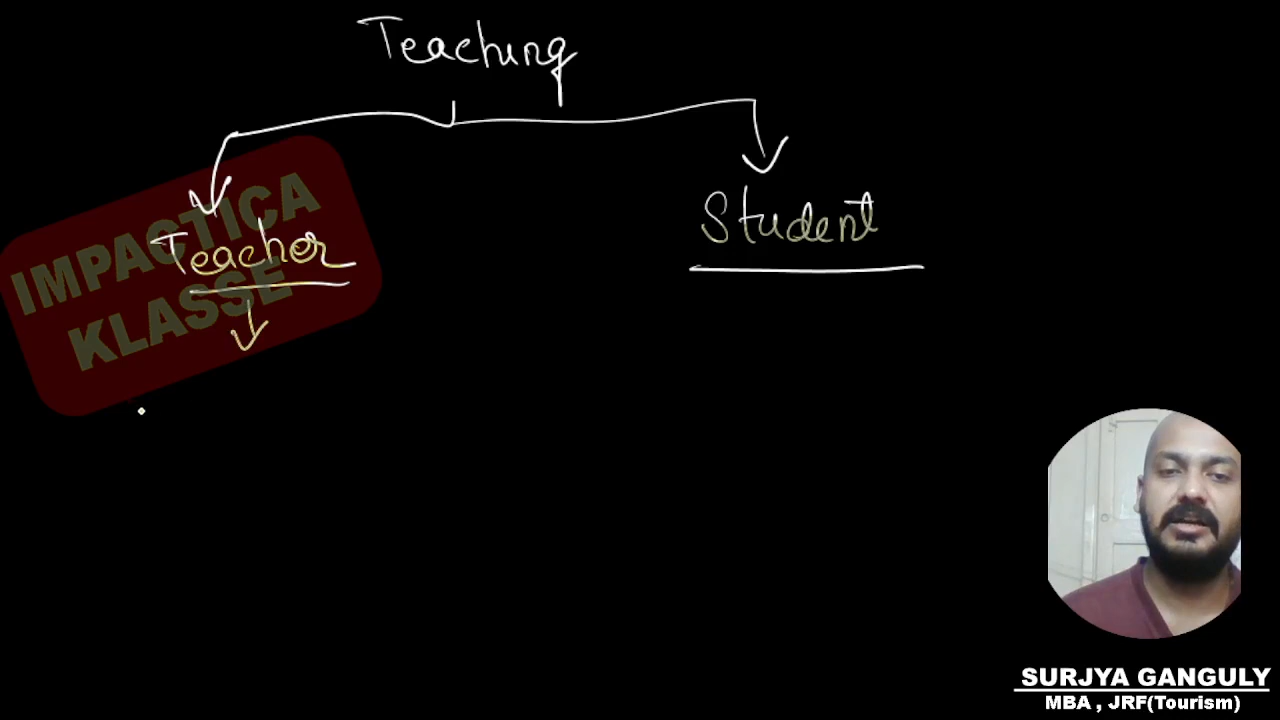 Teaching
Teacher
Student
IMPACTICA
KLASSE
SURJYA GANGULY
MBA , JRF(Tourism)